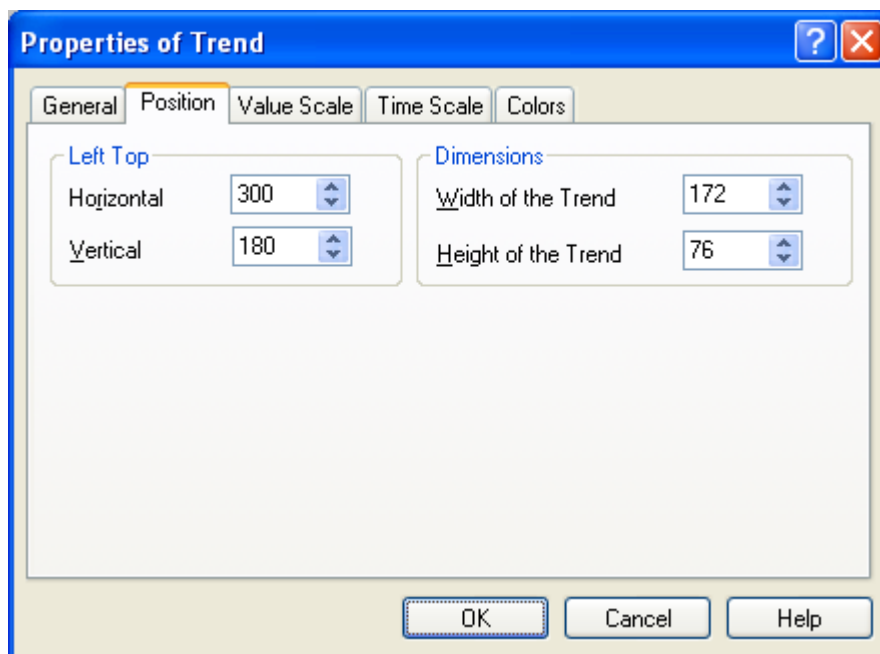 Properties of Trend
General Position Value Scale Time Scale Colors
Left Top
Horizontal 300
Vertical 180
Dimensions
Width of the Trend 172
Height of the Trend 76
OK Cancel Help